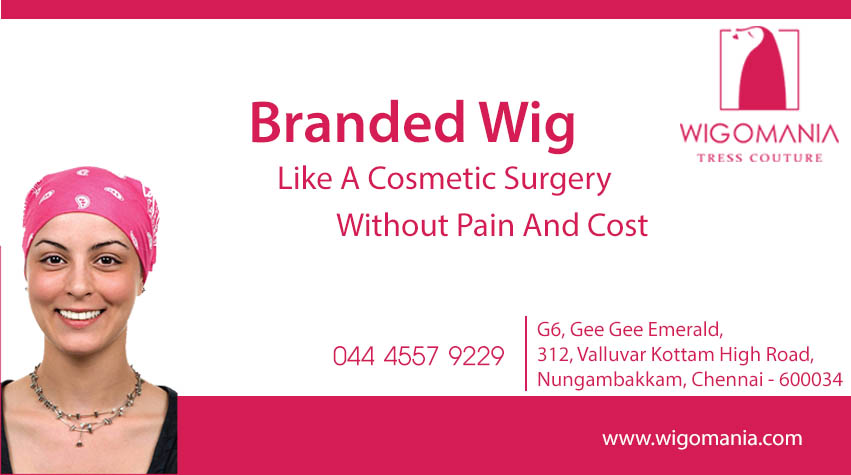 WIGOMANIA
TRESS COUTURE
Branded Wig
Like A Cosmetic Surgery
Without Pain And Cost
044 4557 9229
G6, Gee Gee Emerald,
312, Valluvar Kottam High Road,
Nungambakkam, Chennai - 600034
www.wigomania.com